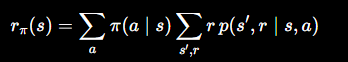 r_π(s) = ∑_a π(a | s) ∑_{s′,r} r p(s′, r | s, a)